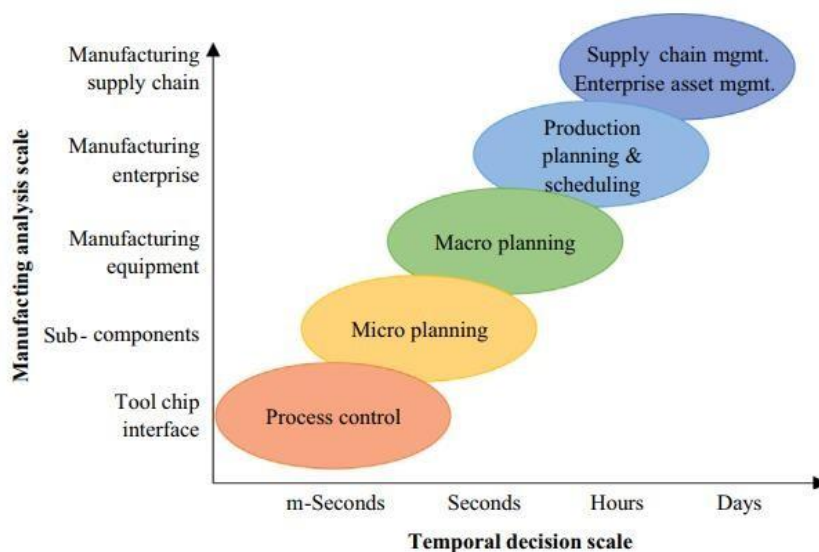 Manufacturing
supply chain
Supply chain mgmt.
Enterprise asset mgmt.
Manufacturing
enterprise
Production
planning &
scheduling
Manufacturing
equipment
Macro planning
Sub- components
Micro planning
Tool chip
interface
Process control
Manufacting analysis scale
m-Seconds Seconds Hours Days
Temporal decision scale